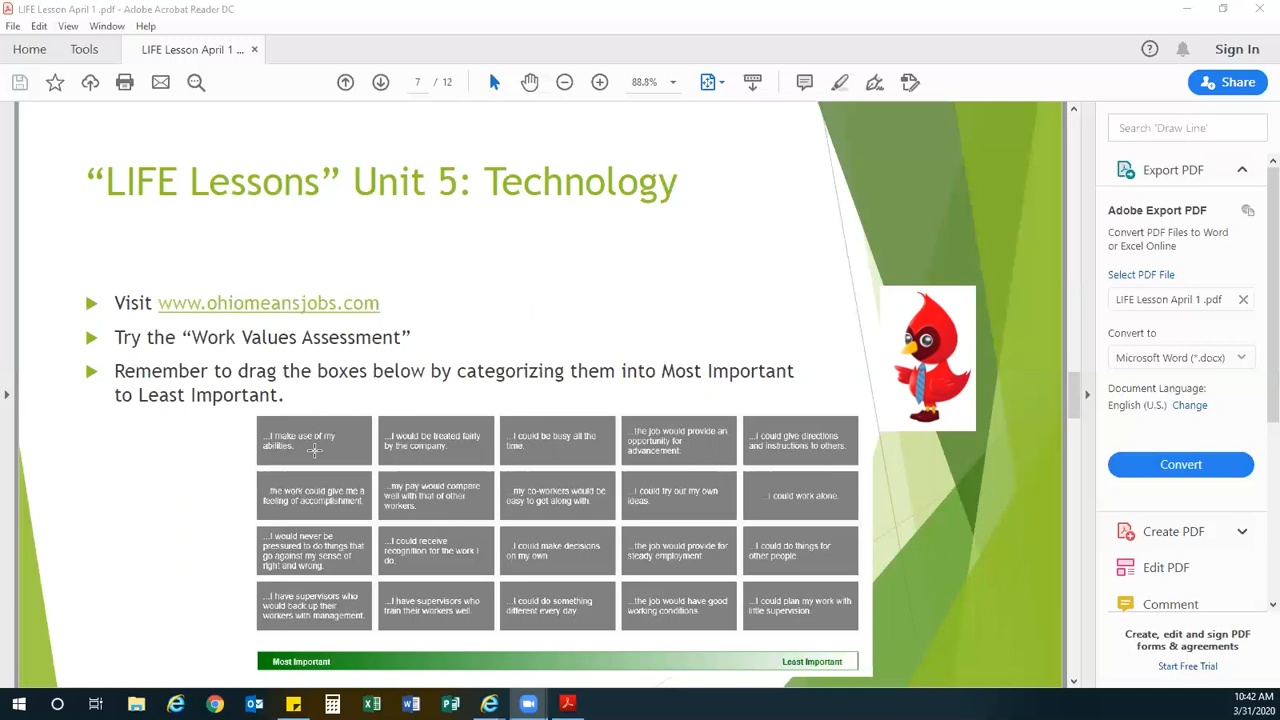 LIFE Lesson April 1 .pdf - Adobe Acrobat Reader DC
File Edit View Window Help
Home Tools LIFE Lesson April 1 ... × Sign In
7 / 12 88.8% Share
“LIFE Lessons” Unit 5: Technology
Visit www.ohiomeansjobs.com
Try the “Work Values Assessment”
Remember to drag the boxes below by categorizing them into Most Important
to Least Important.
...I make use of my
abilities.
...I would be treated fairly
by the company.
...I could be busy all the
time.
...the job would provide an
opportunity for
advancement.
...I could give directions
and instructions to others.
...the work could give me a
feeling of accomplishment.
...my pay would compare
well with that of other
workers.
...my co-workers would be
easy to get along with.
...I could try out my own
ideas.
...I could work alone.
...I would never be
pressured to do things that
go against my sense of
right and wrong.
...I could receive
recognition for the work I
do.
...I could make decisions
on my own.
...the job would provide for
steady employment.
...I could do things for
other people.
...I have supervisors who
would back up their
workers with management.
...I have supervisors who
train their workers well.
...I could do something
different every day.
...the job would have good
working conditions.
...I could plan my work with
little supervision.
Most Important Least Important
Search 'Draw Line'
Export PDF
Adobe Export PDF
Convert PDF Files to Word
or Excel Online
Select PDF File
LIFE Lesson April 1 .pdf ×
Convert to
Microsoft Word (*.docx)
Document Language:
English (U.S.) Change
Convert
Create PDF
Edit PDF
Comment
Create, edit and sign PDF
forms & agreements
Start Free Trial
10:42 AM
3/31/2020